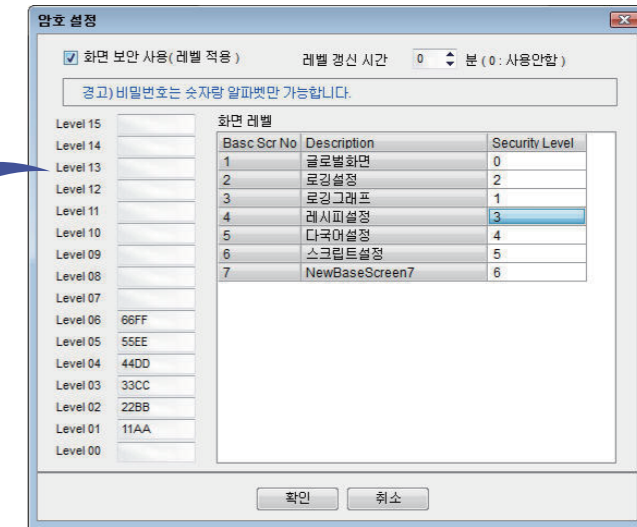 암호 설정
화면 보안 사용( 레벨 적용 )
레벨 갱신 시간 0 분 ( 0 : 사용안함 )
경고) 비밀번호는 숫자랑 알파벳만 가능합니다.
Level 15
Level 14
Level 13
Level 12
Level 11
Level 10
Level 09
Level 08
Level 07
Level 06 66FF
Level 05 55EE
Level 04 44DD
Level 03 33CC
Level 02 22BB
Level 01 11AA
Level 00
화면 레벨
Basc Scr No Description Security Level
1 글로벌화면 0
2 로깅설정 2
3 로깅그래프 1
4 레시피설정 3
5 다국어설정 4
6 스크립트설정 5
7 NewBaseScreen7 6
확인 취소